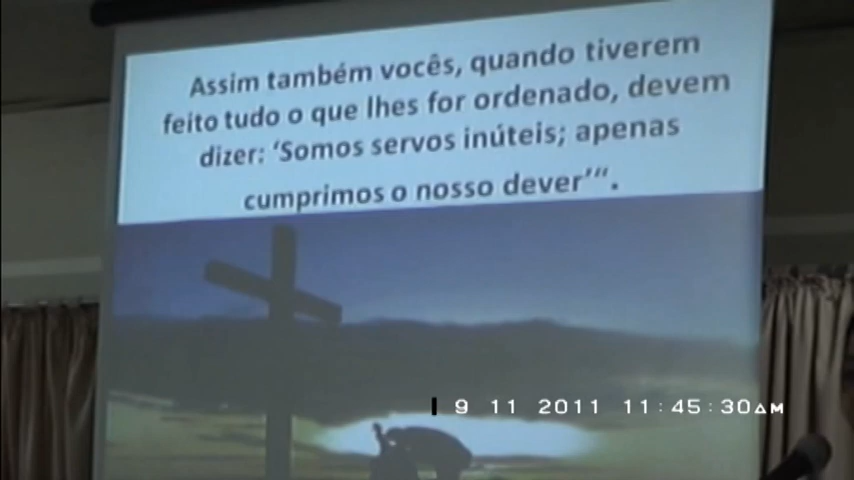 Assim também vocês, quando tiverem
feito tudo o que lhes for ordenado, devem
dizer: ‘Somos servos inúteis; apenas
cumprimos o nosso dever’“.
9 11 2011 11:45:30AM